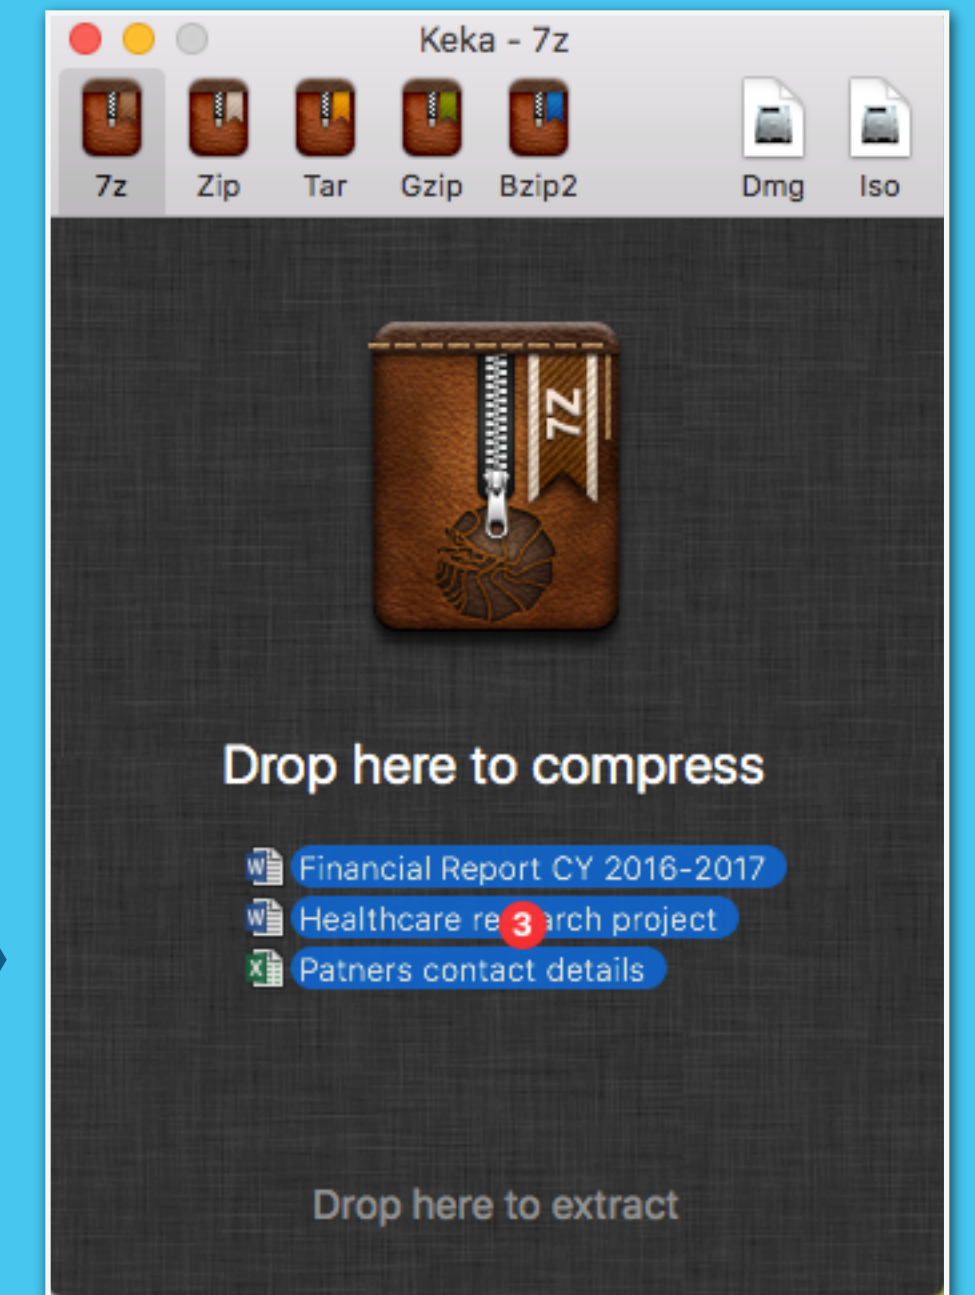 Keka - 7z
7z Zip Tar Gzip Bzip2 Dmg Iso
7Z
Drop here to compress
Financial Report CY 2016-2017
Healthcare research project
3
Patners contact details
Drop here to extract